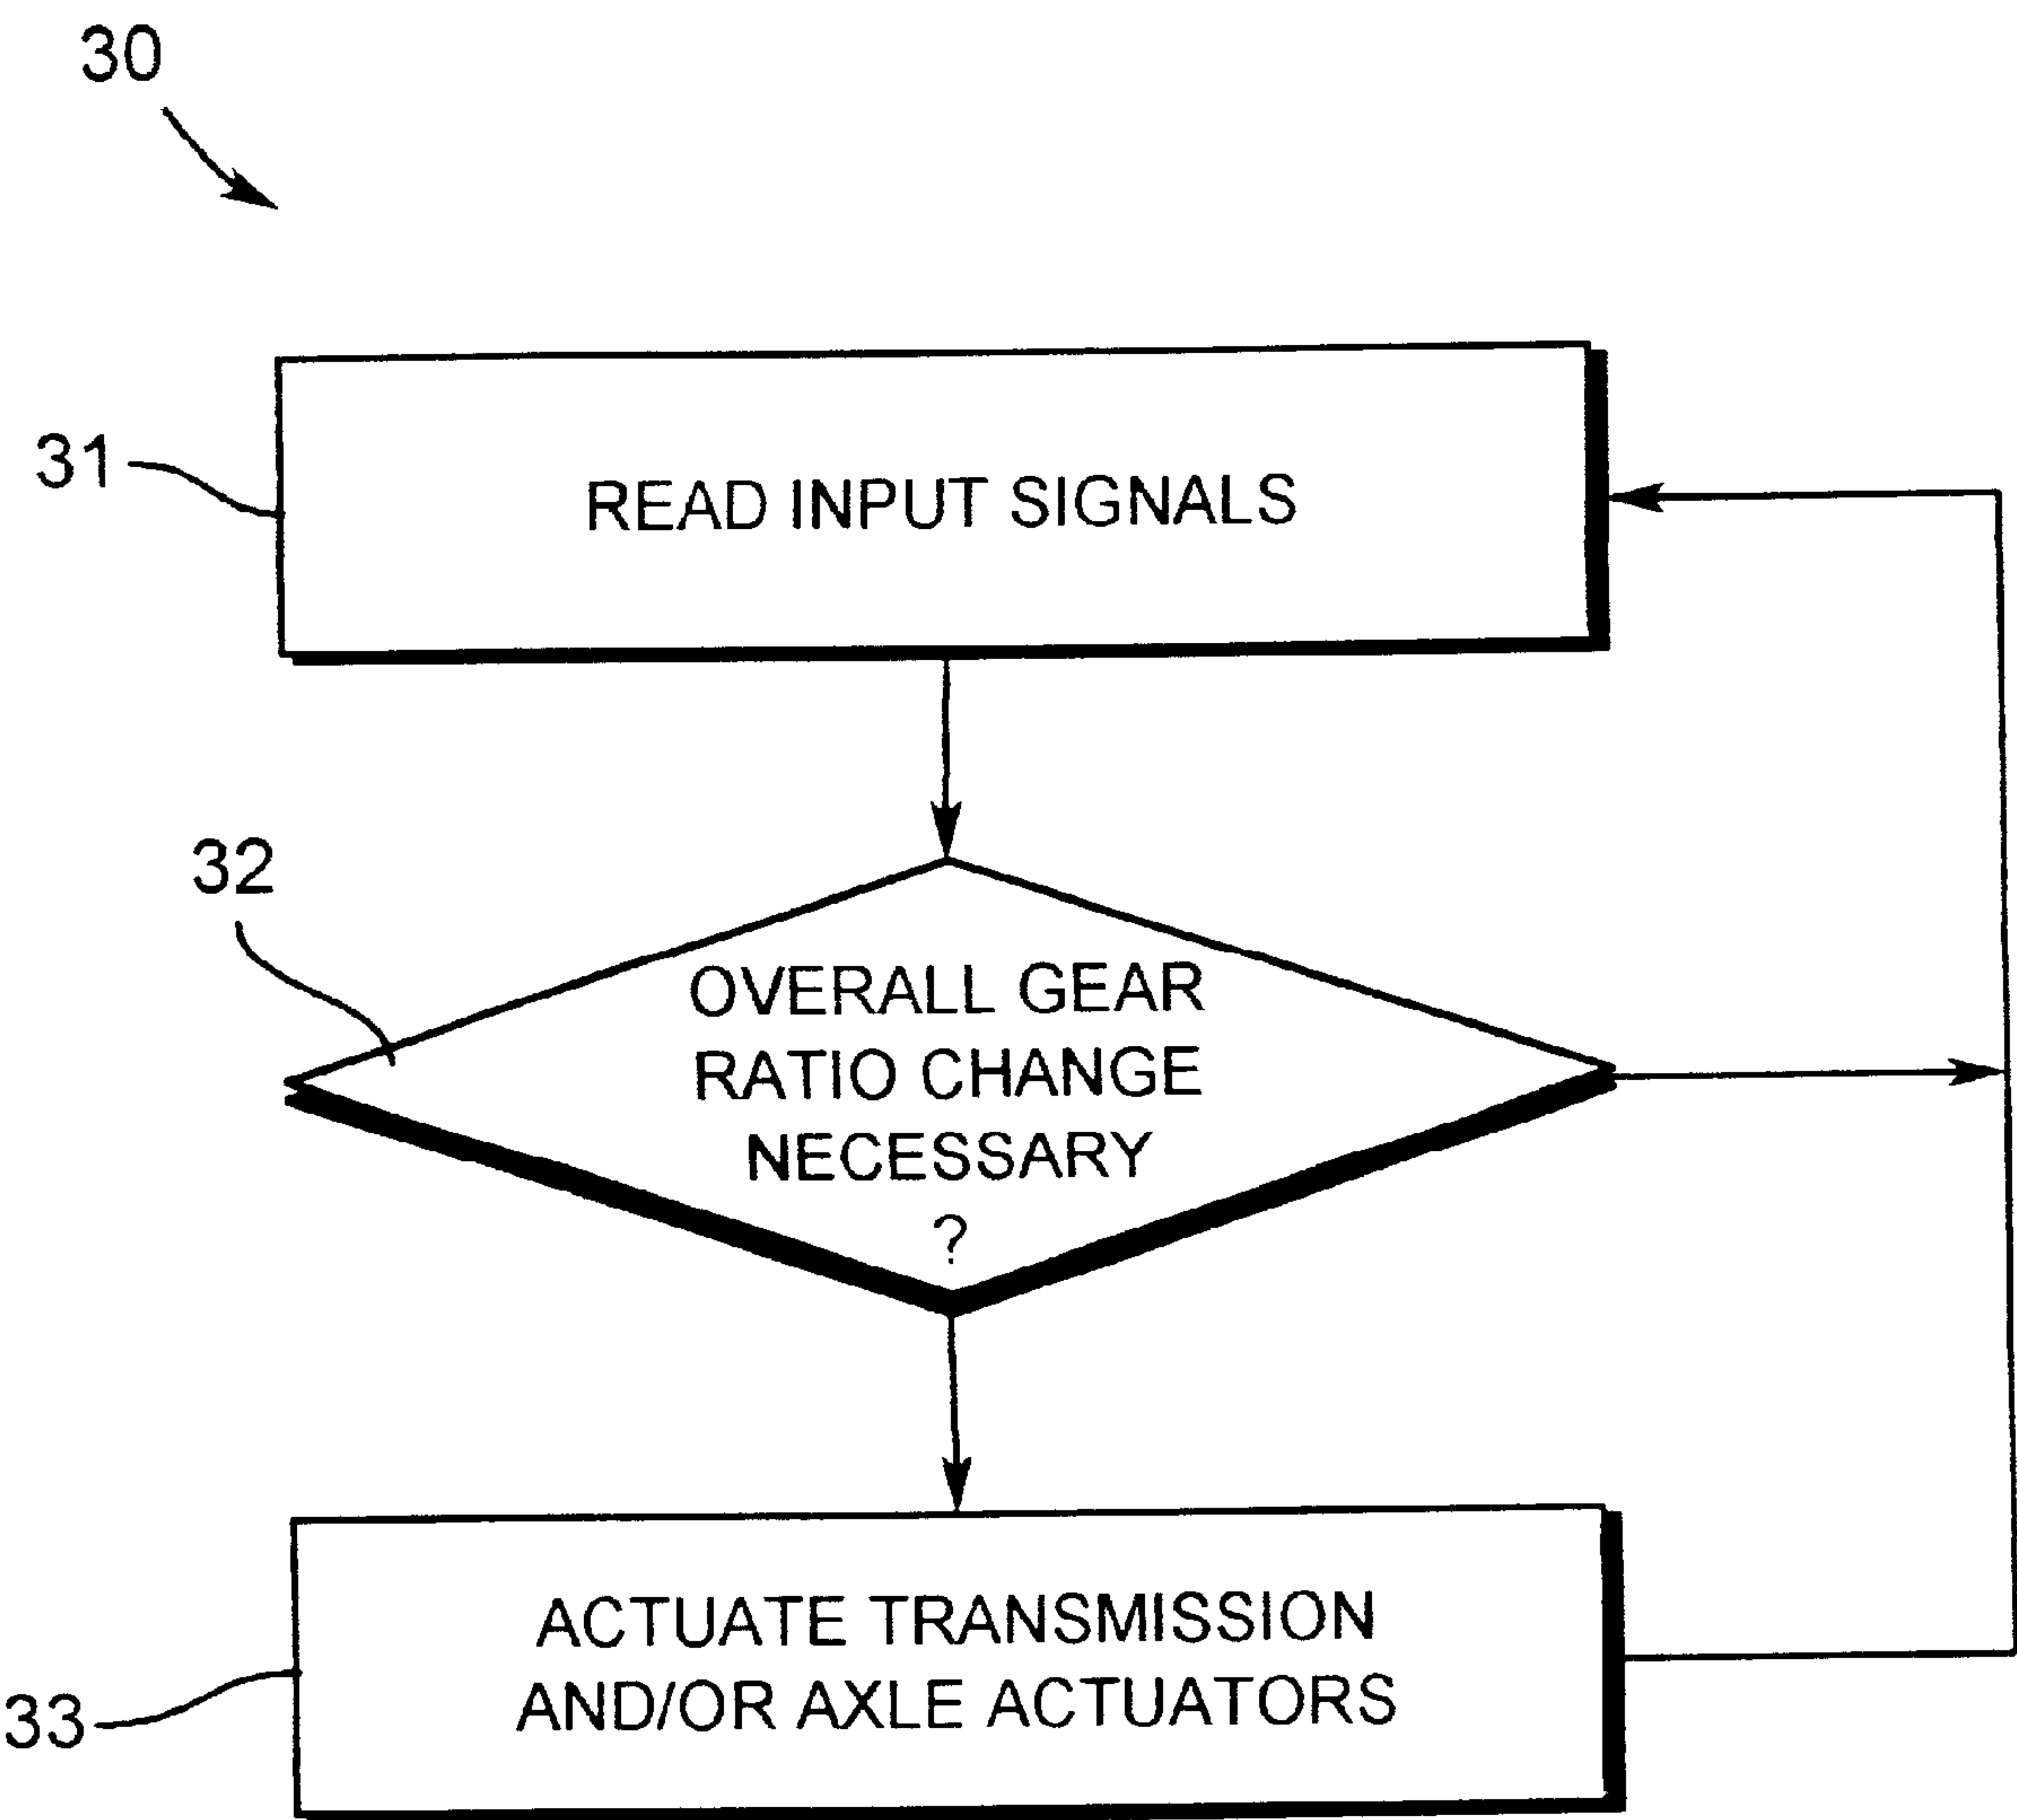 30
31
READ INPUT SIGNALS
32
OVERALL GEAR
RATIO CHANGE
NECESSARY
?
33
ACTUATE TRANSMISSION
AND/OR AXLE ACTUATORS